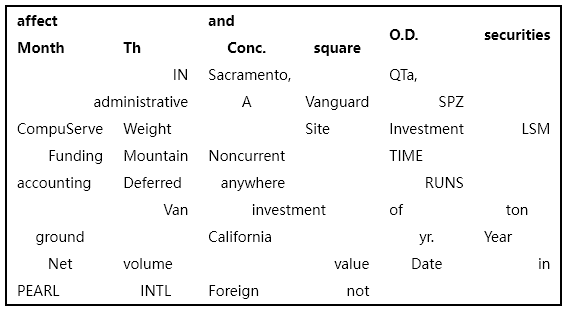 affect and
O.D. securities
Month Th Conc. square
IN Sacramento, QTa,
administrative A Vanguard SPZ
CompuServe Weight Site Investment LSM
Funding Mountain Noncurrent TIME
accounting Deferred anywhere RUNS
Van investment of ton
ground California yr. Year
Net volume value Date in
PEARL INTL Foreign not